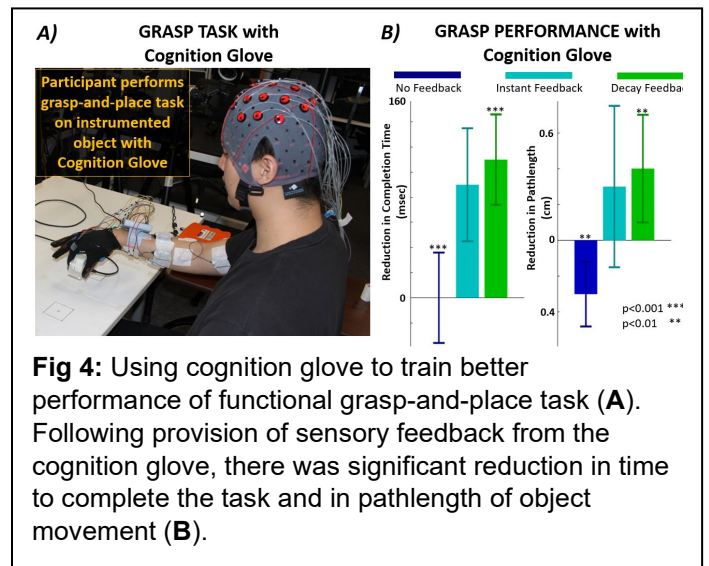 A)
GRASP TASK with
Cognition Glove
Participant performs
grasp-and-place task
on instrumented
object with
Cognition Glove
B)
GRASP PERFORMANCE with
Cognition Glove
No Feedback
Instant Feedback
Decay Feedbac
Reduction in Completion Time
(msec)
160
0
***
***
Reduction in Pathlength
(cm)
0.6
0
0.4
**
**
p<0.001 ***
p<0.01 **
Fig 4: Using cognition glove to train better
performance of functional grasp-and-place task (A).
Following provision of sensory feedback from the
cognition glove, there was significant reduction in time
to complete the task and in pathlength of object
movement (B).